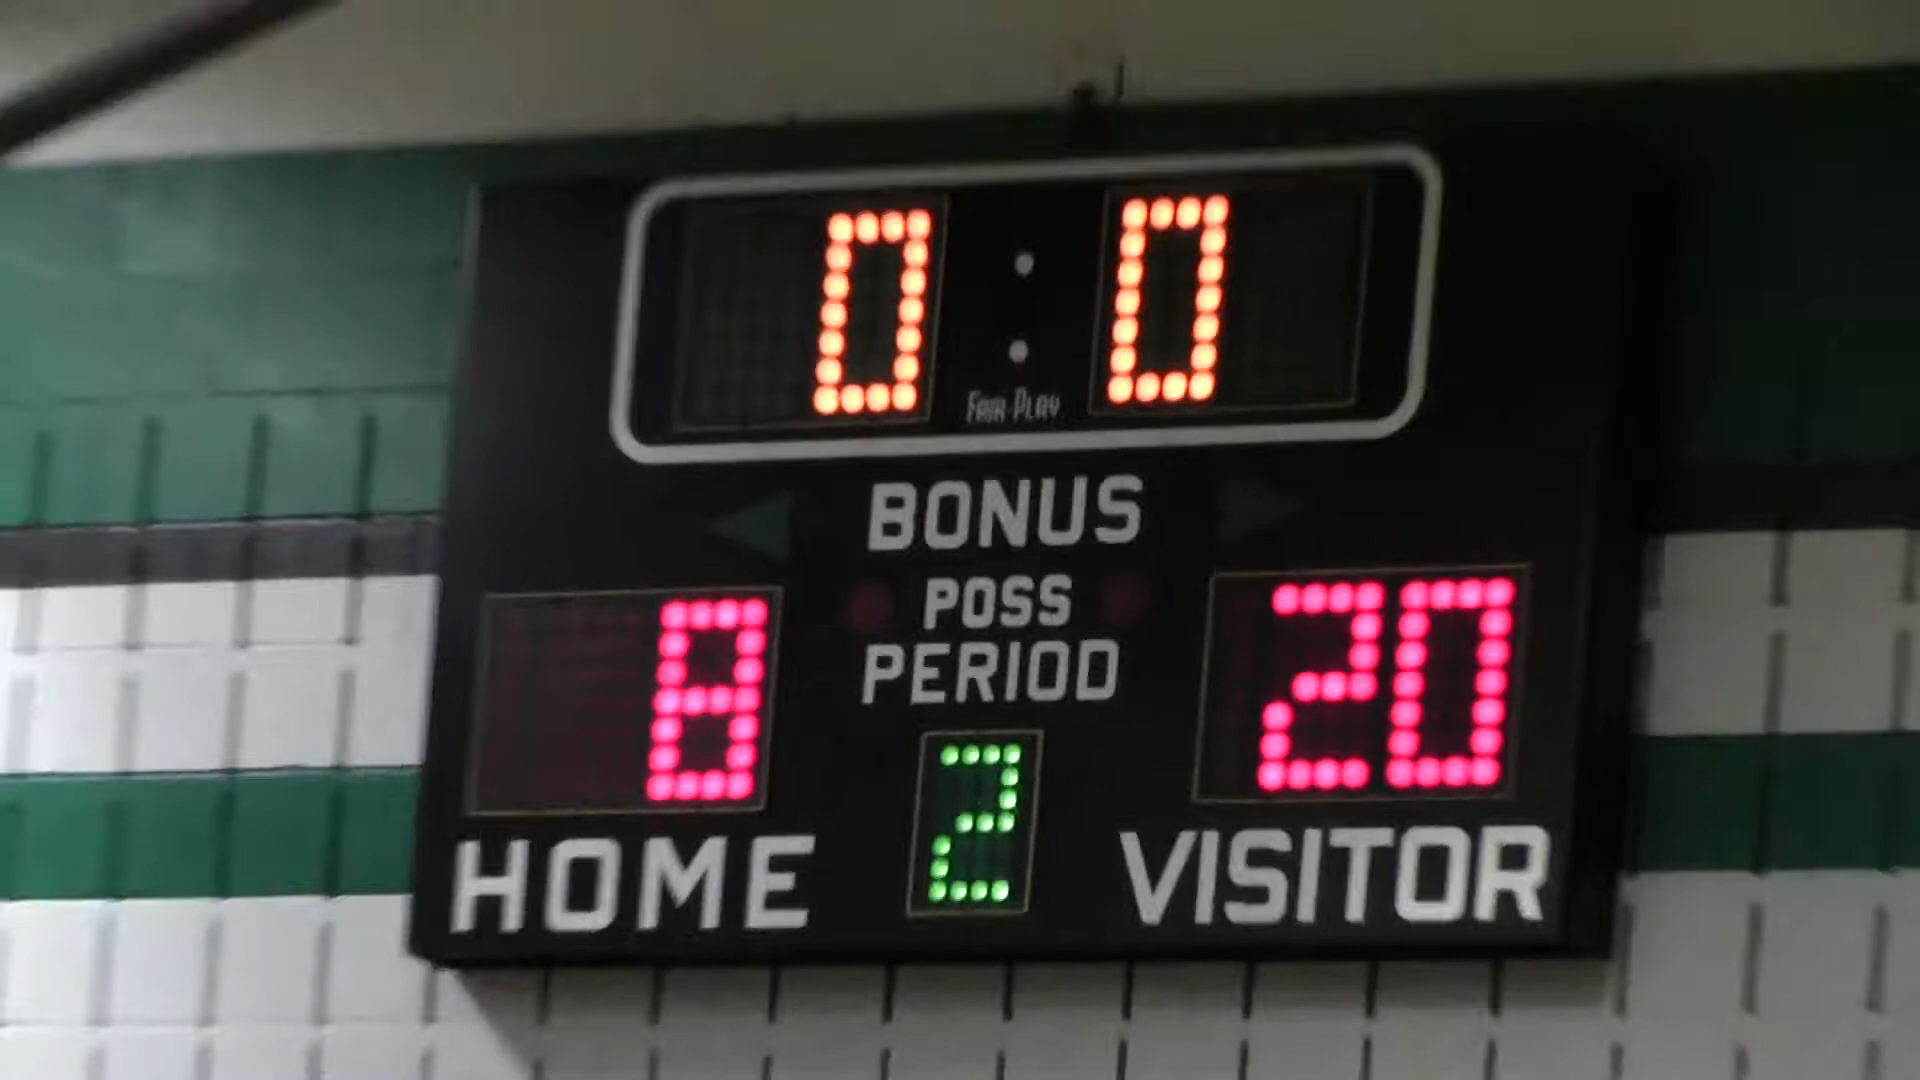 0:0
FAIR-PLAY
BONUS
POSS
PERIOD
8 2 20
HOME VISITOR